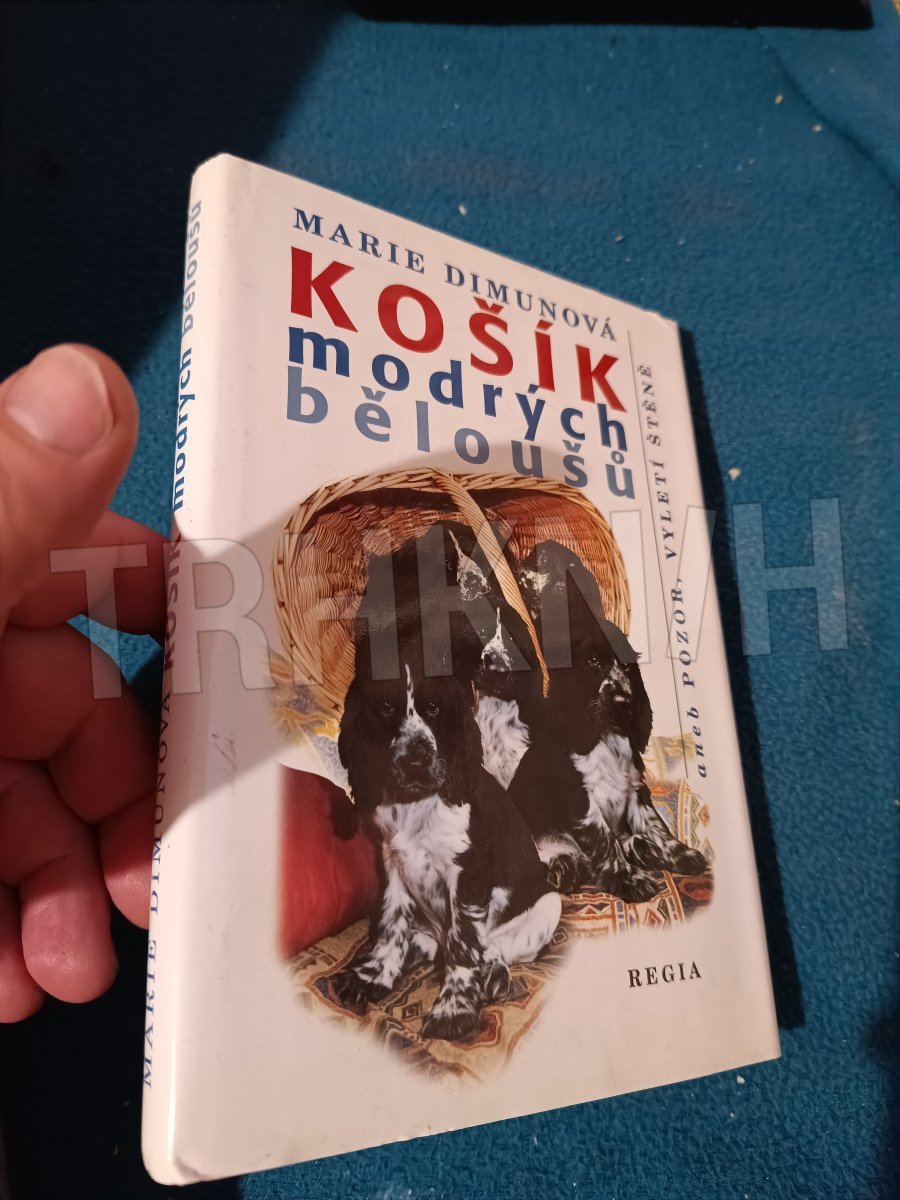 MARIE DIMUNOVÁ
KOŠÍK
modrých
běloušů
aneb POZOR, VYLETÍ ŠTĚNĚ
REGIA
MARIE DIMUNOVÁ KOŠÍK modrých běloušů
TRHKNIH